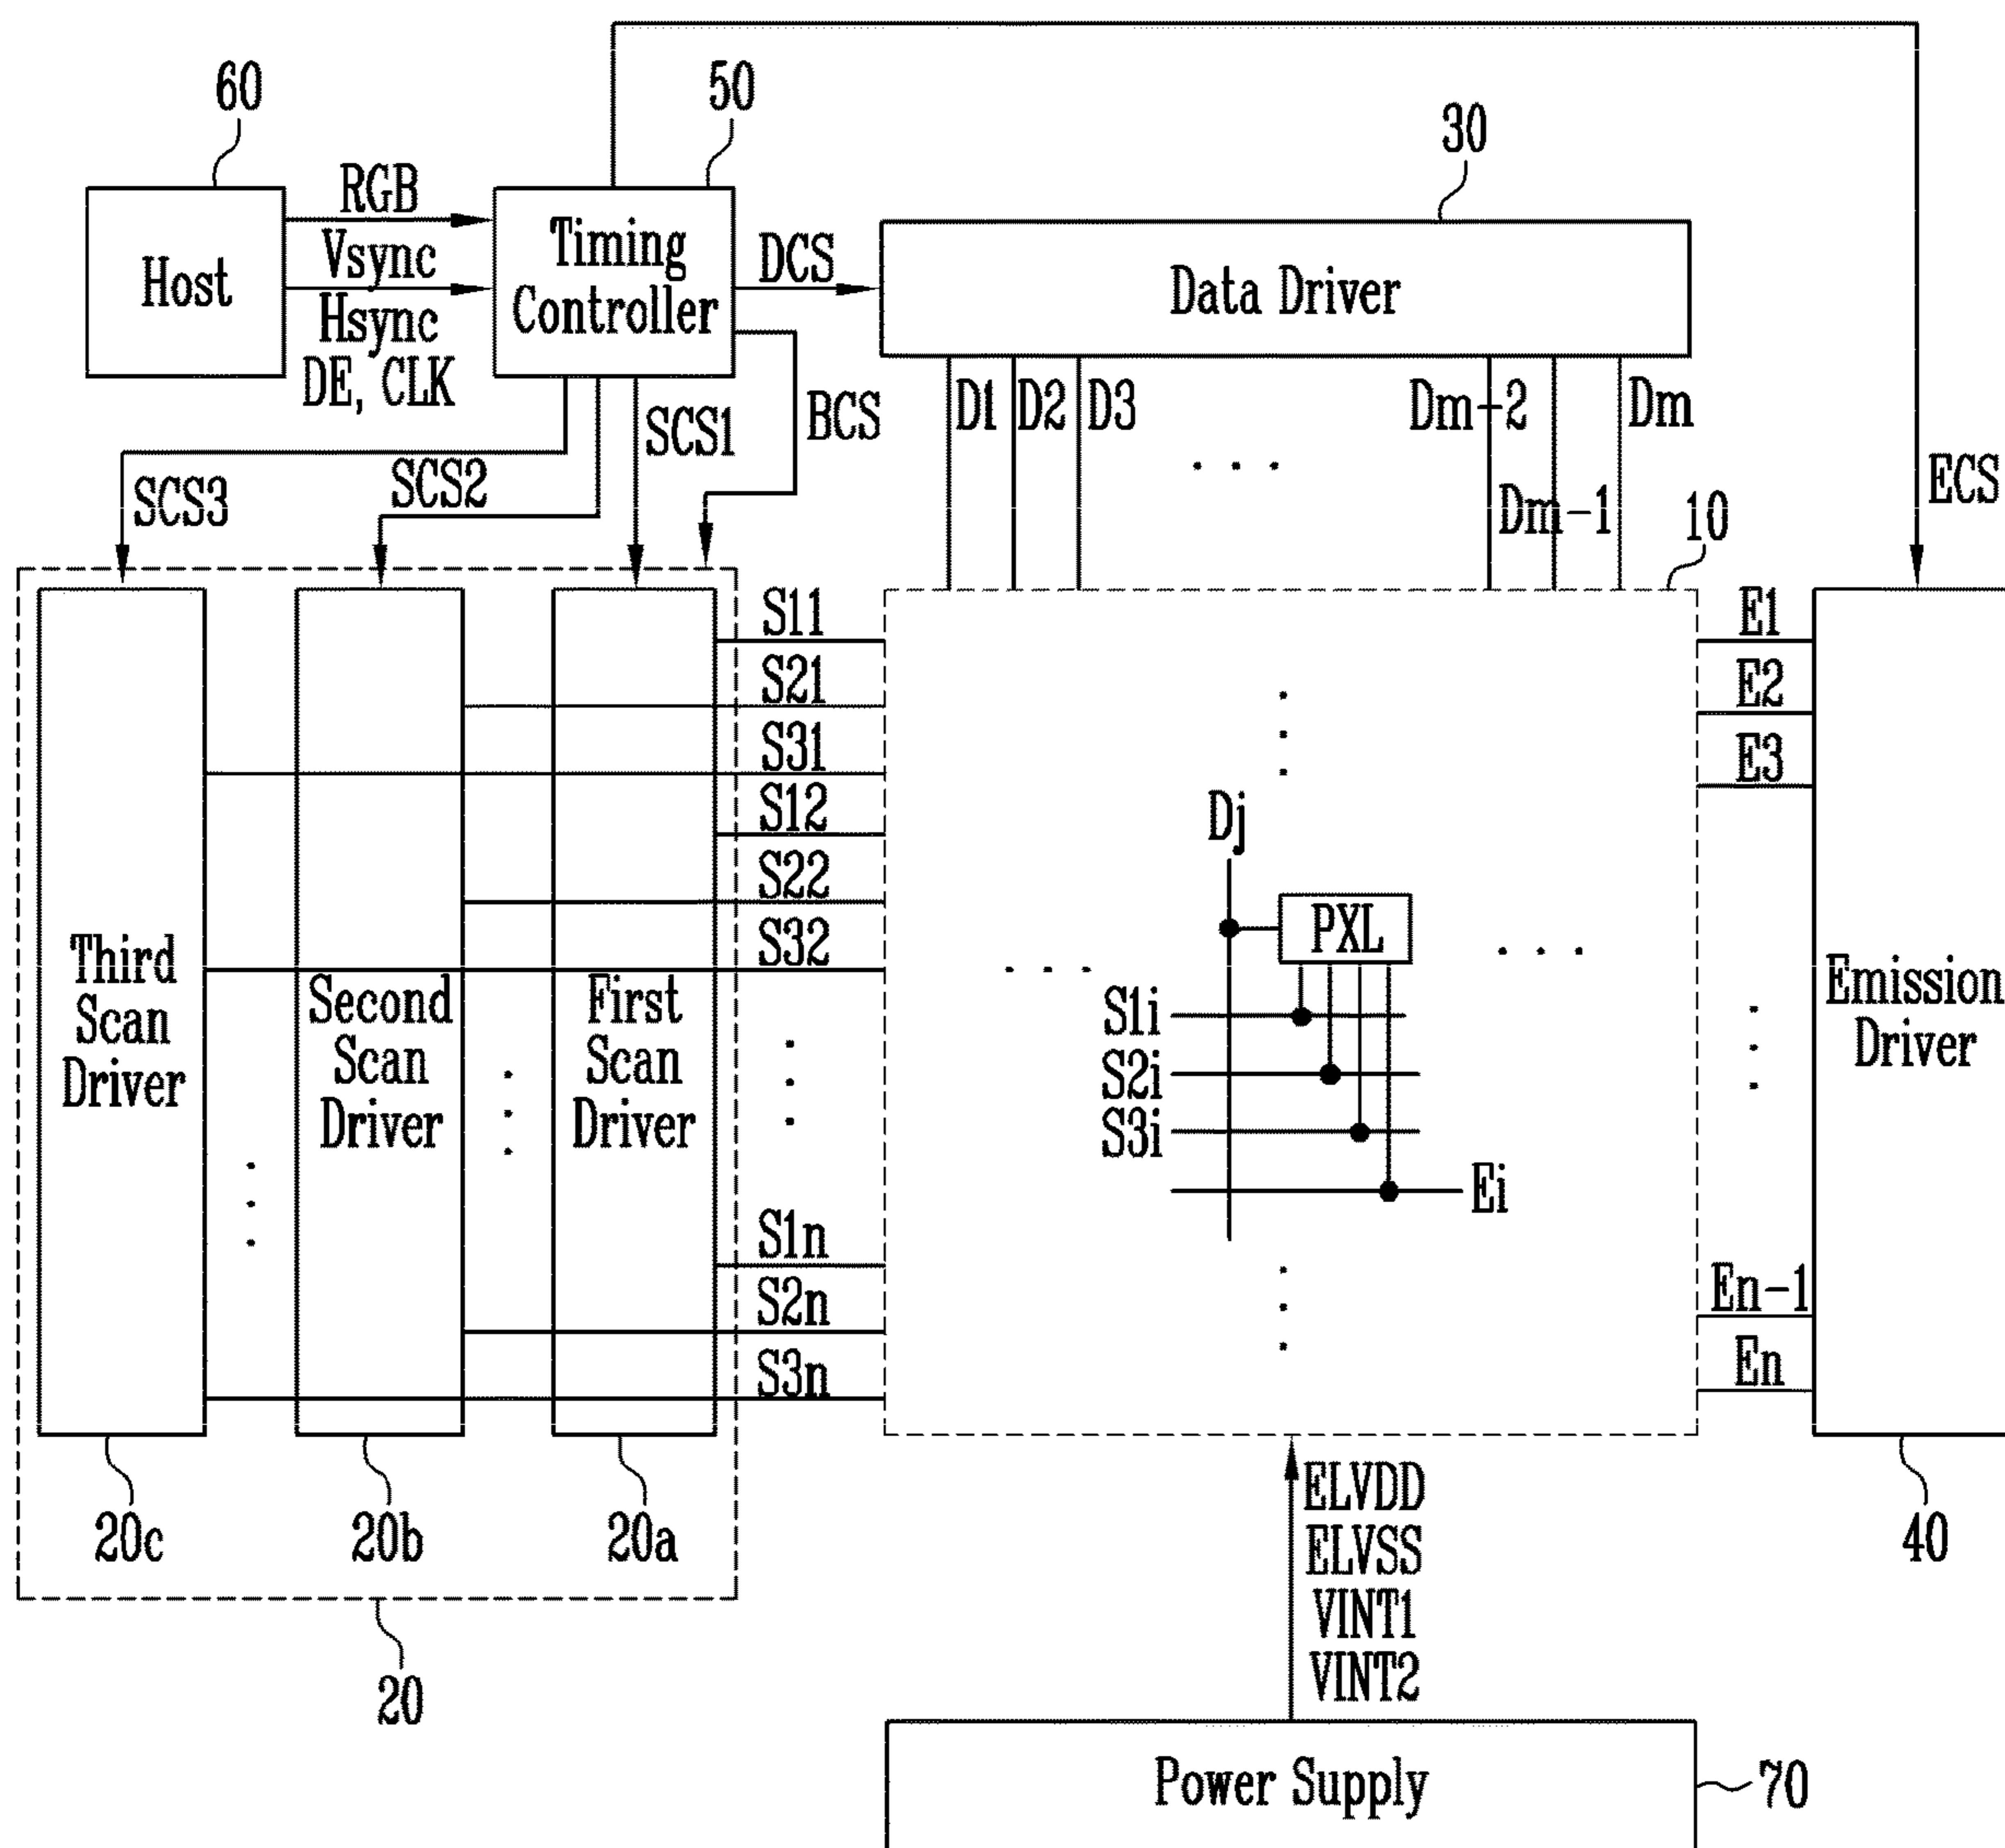 60
50
30
RGB
Vsync
Hsync
DE, CLK
Host
Timing
Controller
DCS
BCS
Data Driver
D1
D2
D3
Dm-2
Dm-1
Dm
SCS3
SCS2
SCS1
ECS
10
S11
S21
S31
S12
S22
S32
S1n
S2n
S3n
E1
E2
E3
En-1
En
Third
Scan
Driver
Second
Scan
Driver
First
Scan
Driver
Dj
PXL
S1i
S2i
S3i
Ei
Emission
Driver
20c
20b
20a
20
40
ELVDD
ELVSS
VINT1
VINT2
Power Supply
70